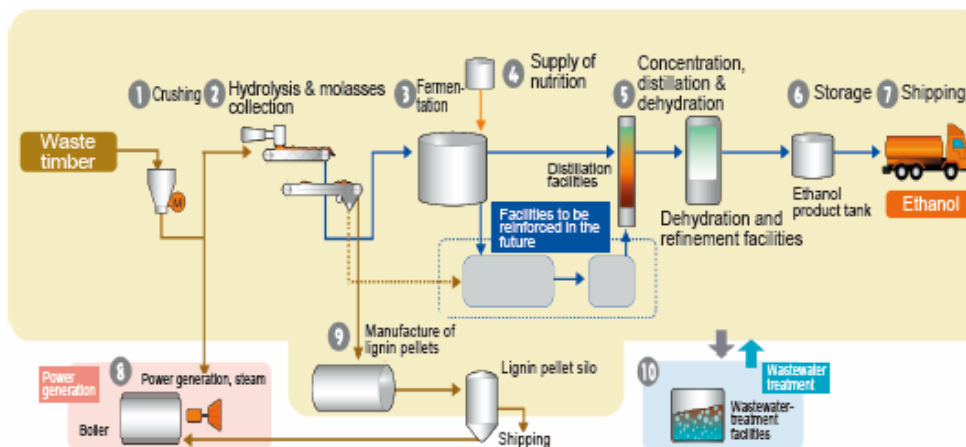 1 Crushing
2 Hydrolysis & molasses
collection
3 Fermen-
tation
4 Supply of
nutrition
5 Concentration,
distillation &
dehydration
6 Storage
7 Shipping
Waste
timber
M
Distillation
facilities
Dehydration and
refinement facilities
Ethanol
product tank
Ethanol
Facilities to be
reinforced in the
future
9 Manufacture of
lignin pellets
Lignin pellet silo
Shipping
Power
generation
8 Power generation, steam
Boiler
10
Wastewater
treatment
Wastewater-
treatment
facilities